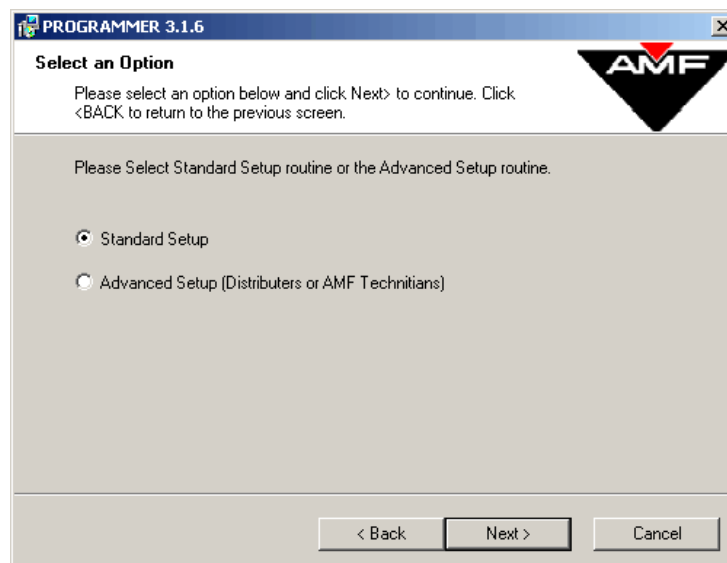 PROGRAMMER 3.1.6
Select an Option
Please select an option below and click Next> to continue. Click
<BACK to return to the previous screen.
AMF
Please Select Standard Setup routine or the Advanced Setup routine.
Standard Setup
Advanced Setup (Distributers or AMF Technitians)
< Back
Next >
Cancel